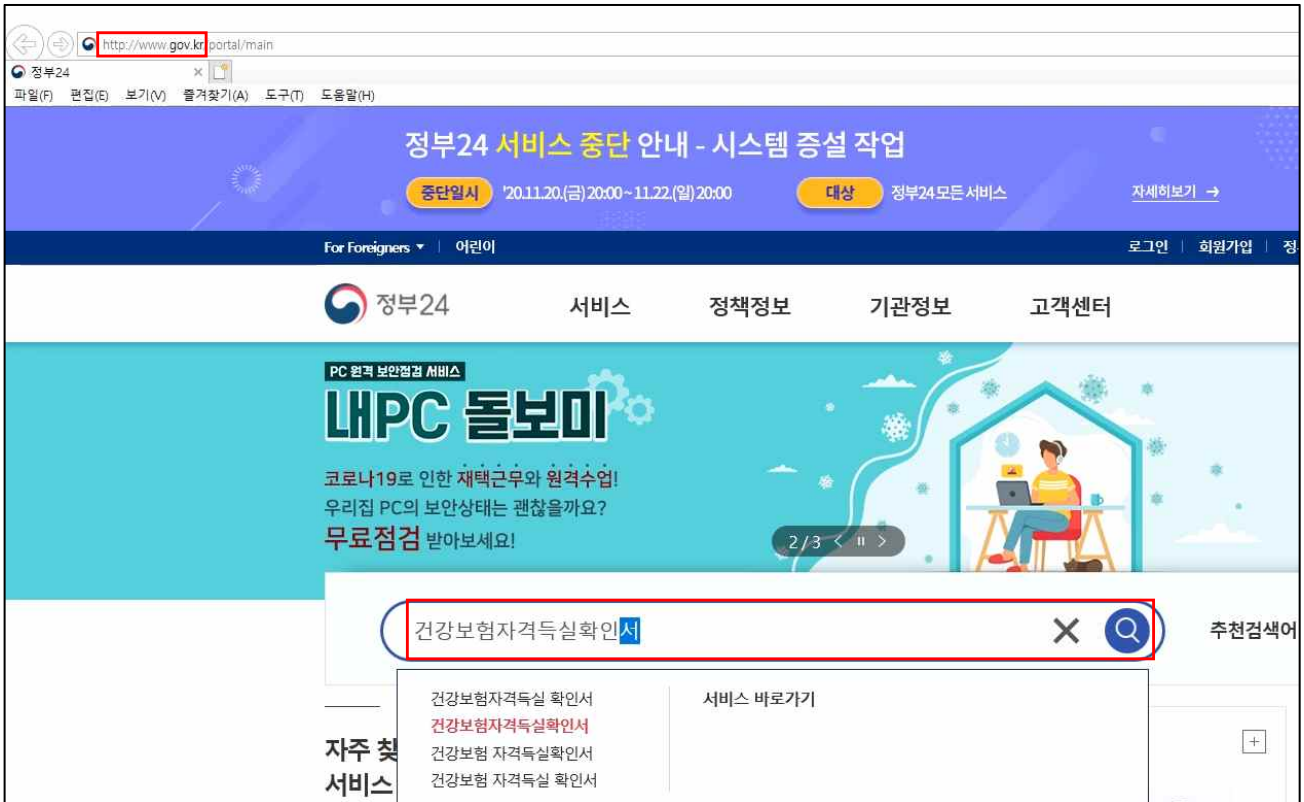 http://www.gov.kr/portal/main
정부24
파일(F) 편집(E) 보기(V) 즐겨찾기(A) 도구(T) 도움말(H)
정부24 서비스 중단 안내 - 시스템 증설 작업
중단일시 '20.11.20.(금) 20:00 ~ 11.22.(일) 20:00 대상 정부24 모든 서비스 자세히보기 →
For Foreigners 어린이 로그인 회원가입 정
정부24 서비스 정책정보 기관정보 고객센터
PC 원격 보안점검 서비스
내PC 돌보미
코로나19로 인한 재택근무와 원격수업!
우리집 PC의 보안상태는 괜찮을까요?
무료점검 받아보세요!
2/3
건강보험자격득실확인서
추천검색어
건강보험자격득실 확인서 서비스 바로가기
건강보험자격득실확인서
건강보험 자격득실확인서
건강보험 자격득실 확인서
자주 찾
서비스